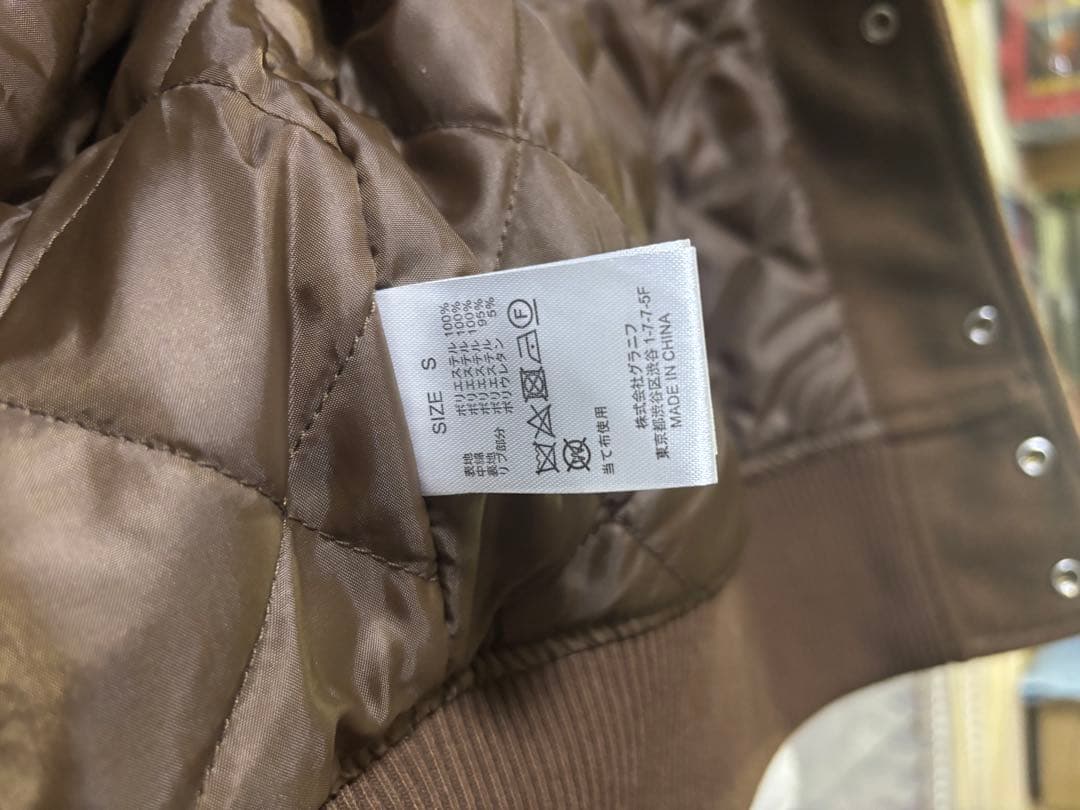 SIZE S
表地 ポリエステル 100%
中綿 ポリエステル 100%
裏地 ポリエステル 100%
リブ部分 ポリエステル 95%
ポリウレタン 5%
F
当て布使用
株式会社グラニフ
東京都渋谷区渋谷 1-7-7-5F
MADE IN CHINA